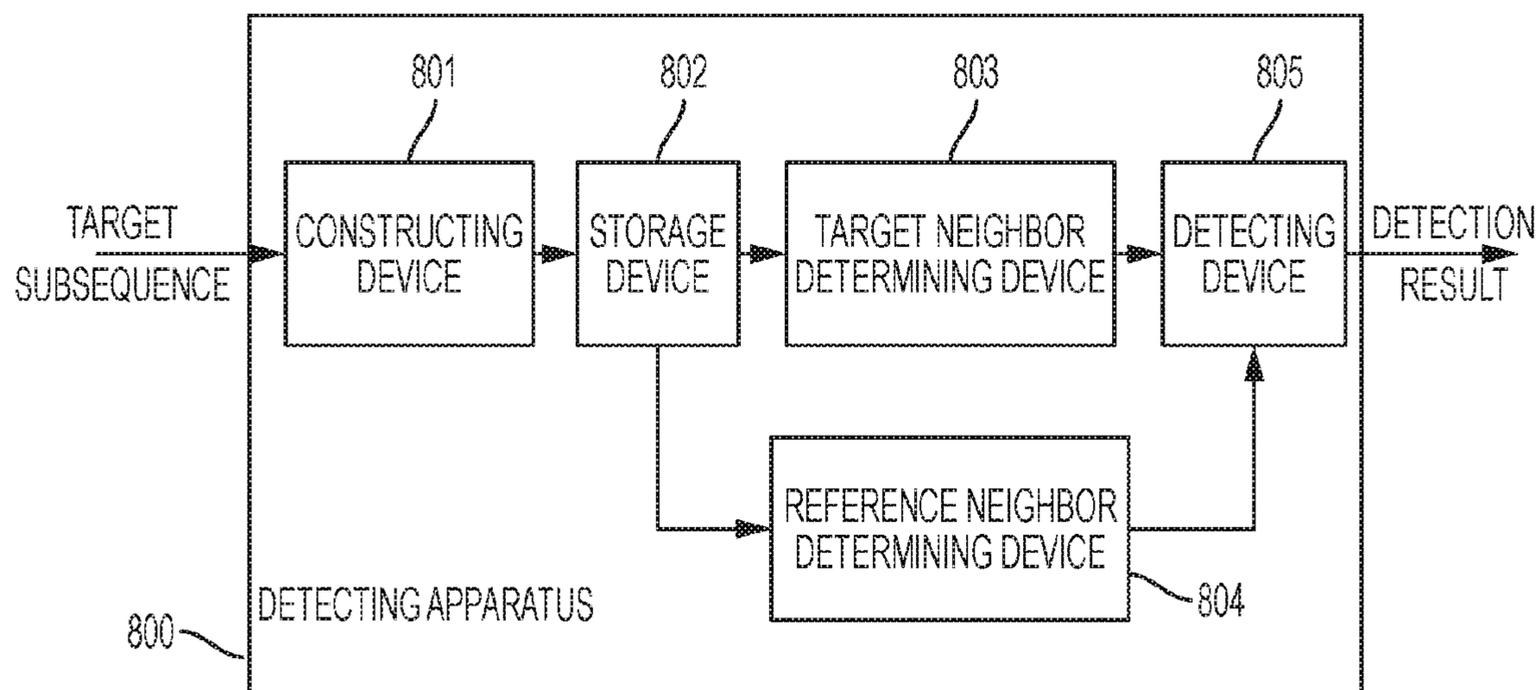 801
802
803
805
TARGET
SUBSEQUENCE
CONSTRUCTING
DEVICE
STORAGE
DEVICE
TARGET NEIGHBOR
DETERMINING DEVICE
DETECTING
DEVICE
DETECTION
RESULT
REFERENCE NEIGHBOR
DETERMINING DEVICE
804
DETECTING APPARATUS
800